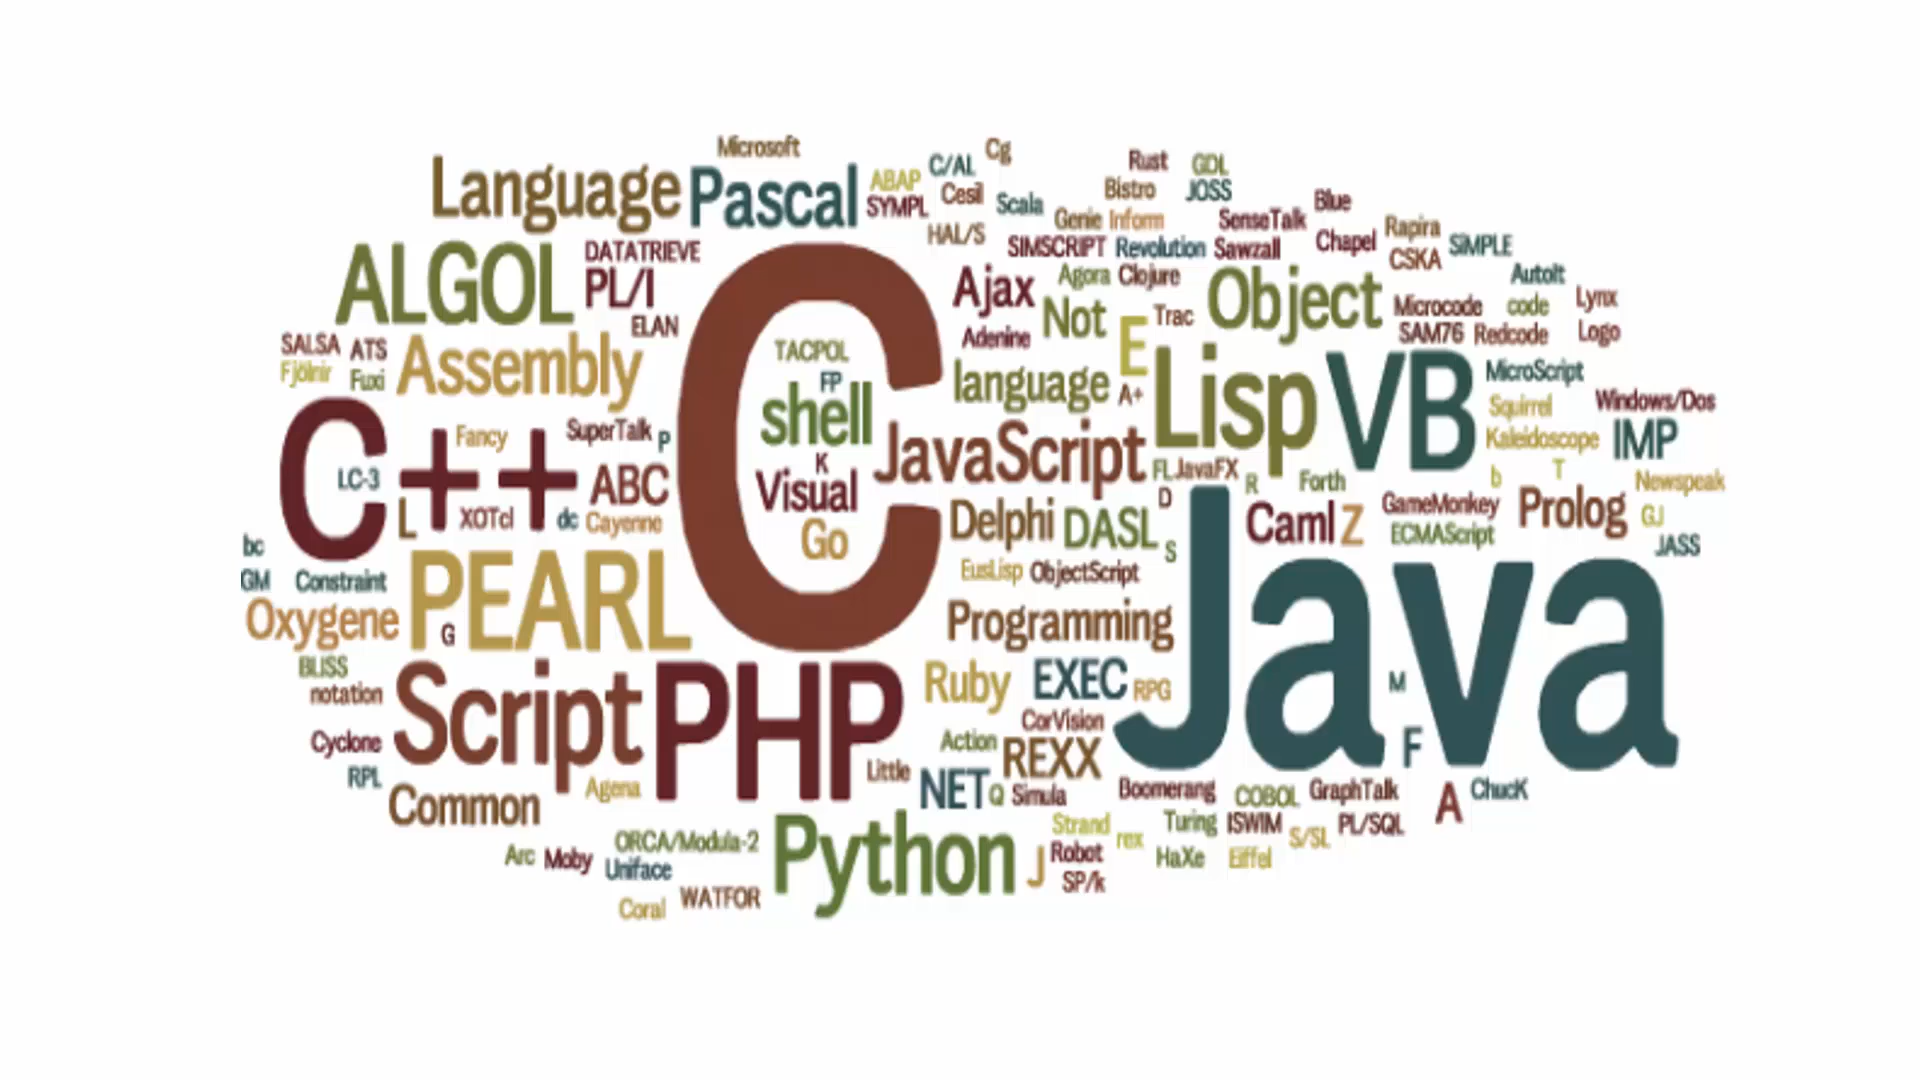 Microsoft
Cg
C/AL
Rust
GDL
Language
Pascal
ABAP
Cesil
Bistro
JOSS
SYMPL
Scala
Blue
Genie
Inform
SenseTalk
Rapira
HAL/S
SIMSCRIPT
Revolution
Sawzall
Chapel
CSKA
SiMPLE
ALGOL
DATATRIEVE
PL/I
ELAN
C
Ajax
Agora
Clojure
Object
AutoIt
Not
Trac
Microcode
code
Lynx
Adenine
E
SAM76
Redcode
Logo
SALSA
ATS
Assembly
TACPOL
Fjölnir
Fuxi
FP
language
A+
Lisp
VB
MicroScript
shell
Squirrel
Windows/Dos
C++
Fancy
SuperTalk
P
JavaScript
Kaleidoscope
IMP
LC-3
ABC
K
Visual
FL
JavaFX
R
Forth
b
T
Newspeak
L
XOTcl
dc
Cayenne
Go
Delphi
DASL
D
S
Caml
Z
GameMonkey
ECMAScript
Prolog
GJ
JASS
bc
GM
Constraint
PEARL
EusLisp
ObjectScript
Java
Oxygene
G
Programming
BLISS
notation
Script
PHP
Ruby
EXEC
RPG
M
Cyclone
CorVision
Action
REXX
F
RPL
Little
NET
Q
Simula
Boomerang
COBOL
GraphTalk
A
ChucK
Common
Agena
Strand
Turing
ISWIM
PL/SQL
ORCA/Modula-2
Python
rex
S/SL
Arc
Moby
Uniface
J
Robot
HaXe
Eiffel
SP/k
Coral
WATFOR